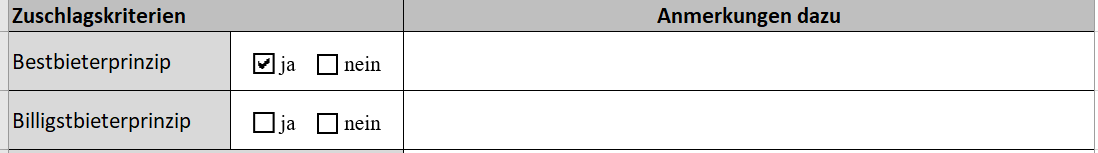 Zuschlagskriterien Anmerkungen dazu
Bestbieterprinzip ☑ ja ☐ nein
Billigstbieterprinzip ☐ ja ☐ nein